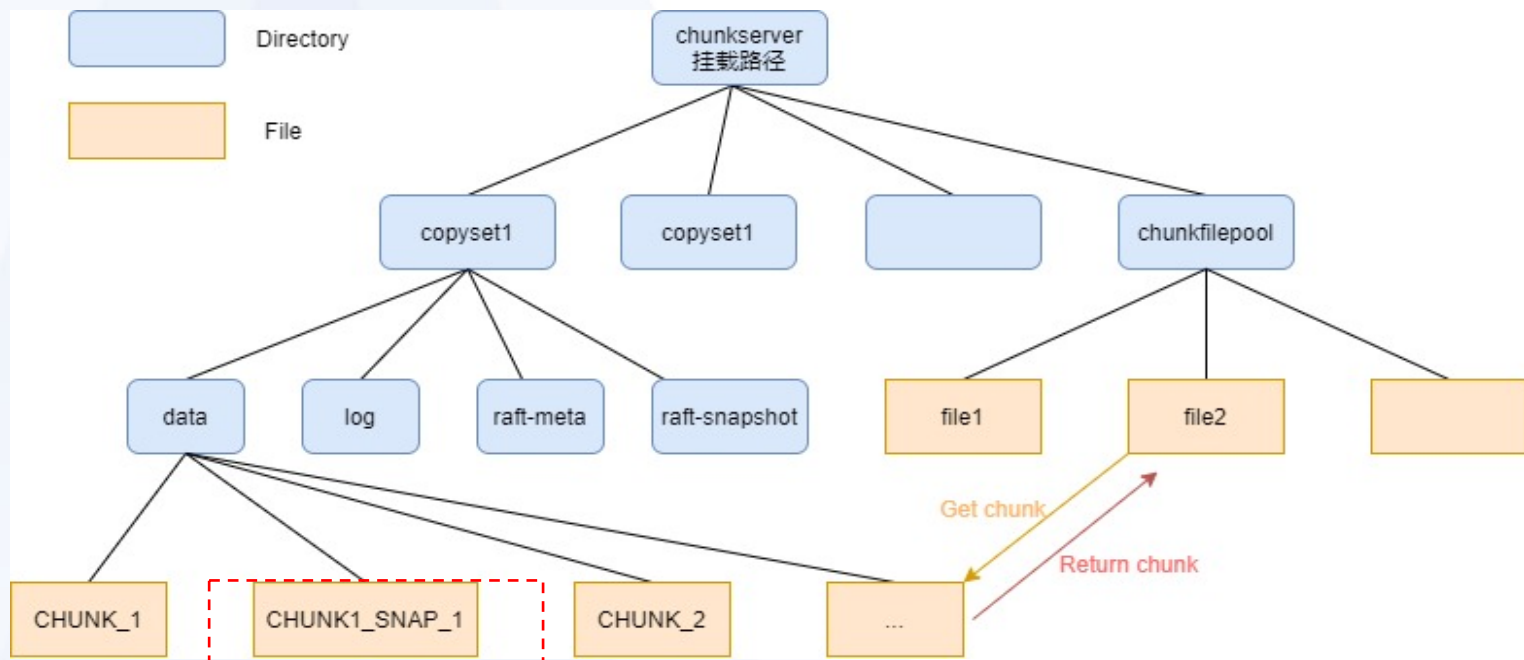 Directory
chunkserver
挂载路径
File
copyset1
copyset1
chunkfilepool
data
log
raft-meta
raft-snapshot
file1
file2
Get chunk
Return chunk
CHUNK_1
CHUNK1_SNAP_1
CHUNK_2
...